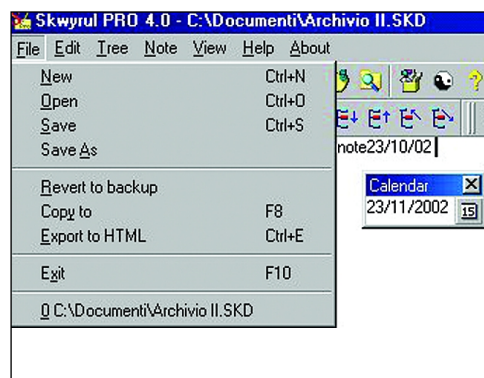 Skwyrul PRO 4.0 - C:\Documenti\Archivio II.SKD
File Edit Tree Note View Help About
New Ctrl+N
Open Ctrl+O
Save Ctrl+S
Save As
note23/10/02
Revert to backup
Copy to F8
Export to HTML Ctrl+E
Exit F10
0 C:\Documenti\Archivio II.SKD
Calendar
23/11/2002 15